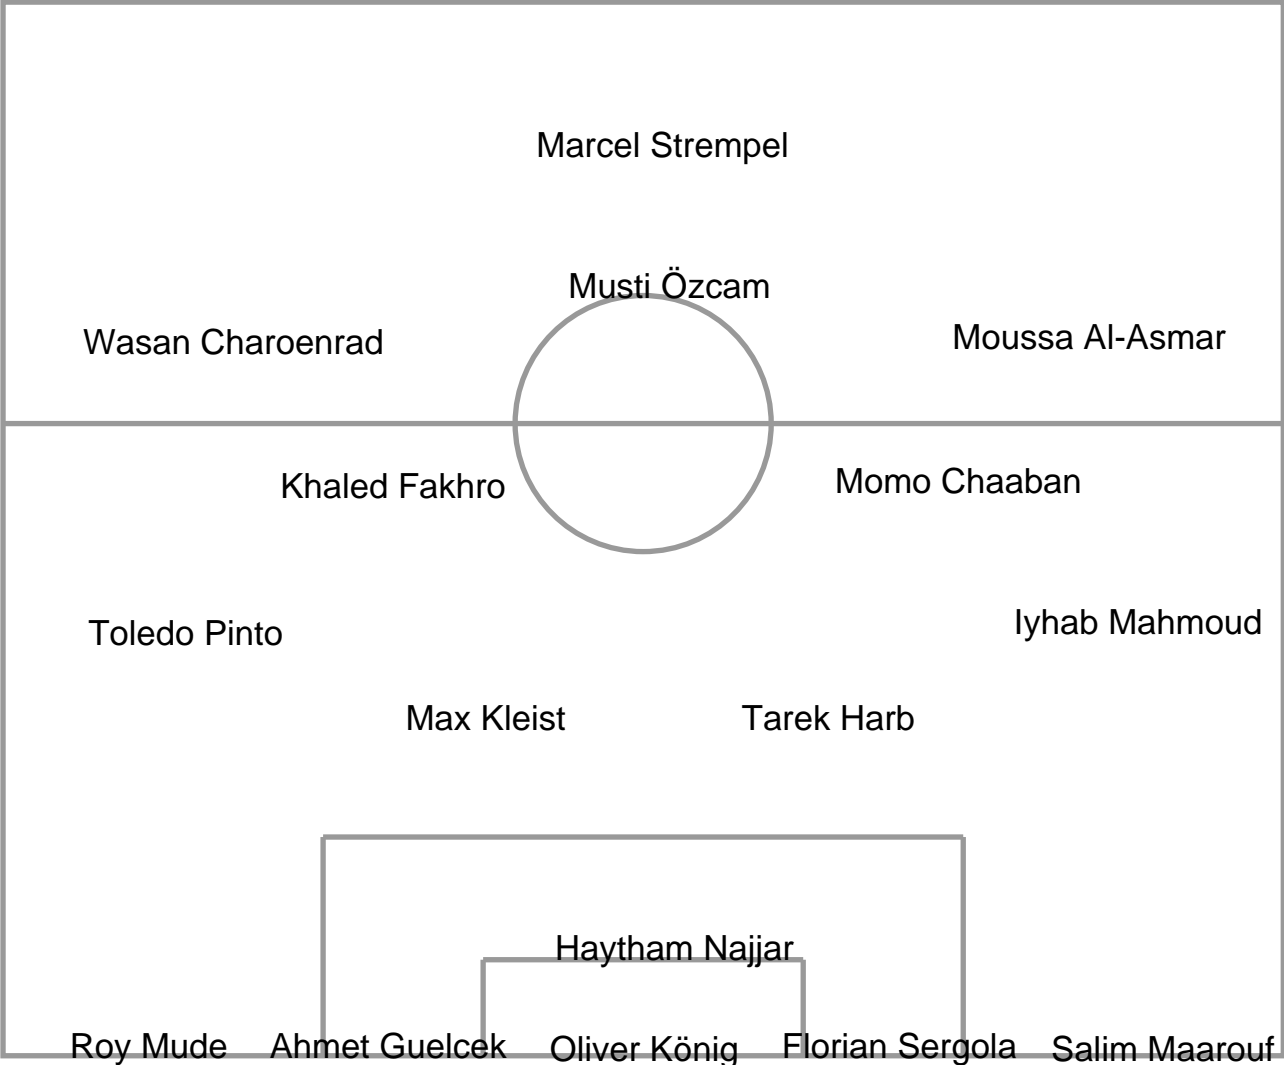 Marcel Strempel
Musti Özcam
Wasan Charoenrad
Moussa Al-Asmar
Khaled Fakhro
Momo Chaaban
Toledo Pinto
Iyhab Mahmoud
Max Kleist
Tarek Harb
Haytham Najjar
Roy Mude
Ahmet Guelcek
Oliver König
Florian Sergola
Salim Maarouf